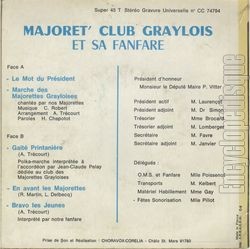 Super 45 T Stéréo Gravure Universelle n° CC 74794
MAJORET' CLUB GRAYLOIS
ET SA FANFARE
Face A
- Le Mot du Président
- Marche des
Majorettes Grayloises
chantée par nos Majorettes
Musique : C. Robert
Arrangement : A. Trécourt
Paroles : H. Chapotot
Face B
- Gaîté Printanière
(A. Trécourt)
Polka-marche interprétée à
l'accordéon par Jean-Claude Pelay
dédiée au club des
Majorettes Grayloises
- En avant les Majorettes
(R. Martin, L. Delbecq)
- Bravo les Jeunes
(A. Trécourt)
Interprété par notre fanfare
Président d'honneur
Monsieur le Député Maire P. Vitter
Président actif M. Laurençot
Président adjoint M. Dr Simon
Trésorier Mme Brocard
Trésorier adjoint M. Lomberger
Secrétaire M. Favre
Secrétaire adjoint M. Janvier
Délégués :
O.M.S. et Fanfare Mlle Poissenot
Transports M. Kelbert
Matériel Habillement Mme Gay
Fêtes Sonorisation Mlle Pillot
Prise de Son et Réalisation : CHORAVOX-CORELIA - Châlo St. Mars 91780